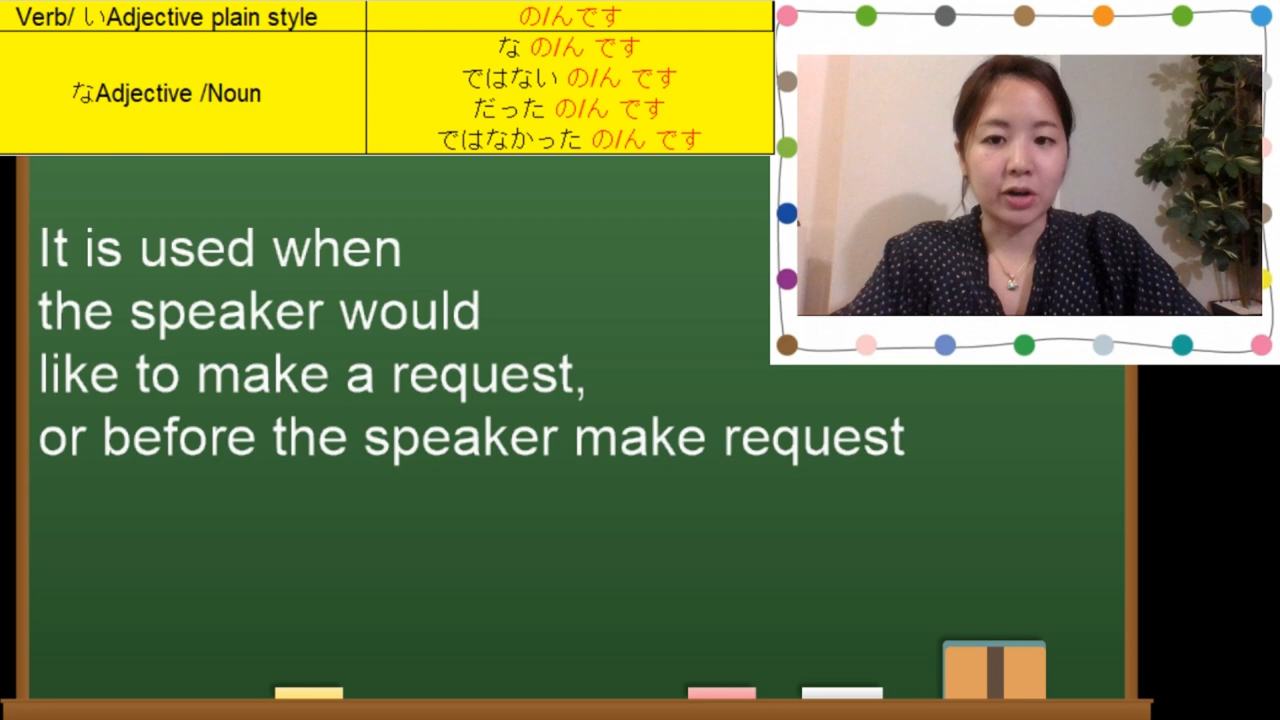 Verb/ いAdjective plain style
の/んです
なAdjective /Noun
な の/ん です
ではない の/ん です
だった の/ん です
ではなかった の/ん です
It is used when
the speaker would
like to make a request,
or before the speaker make request